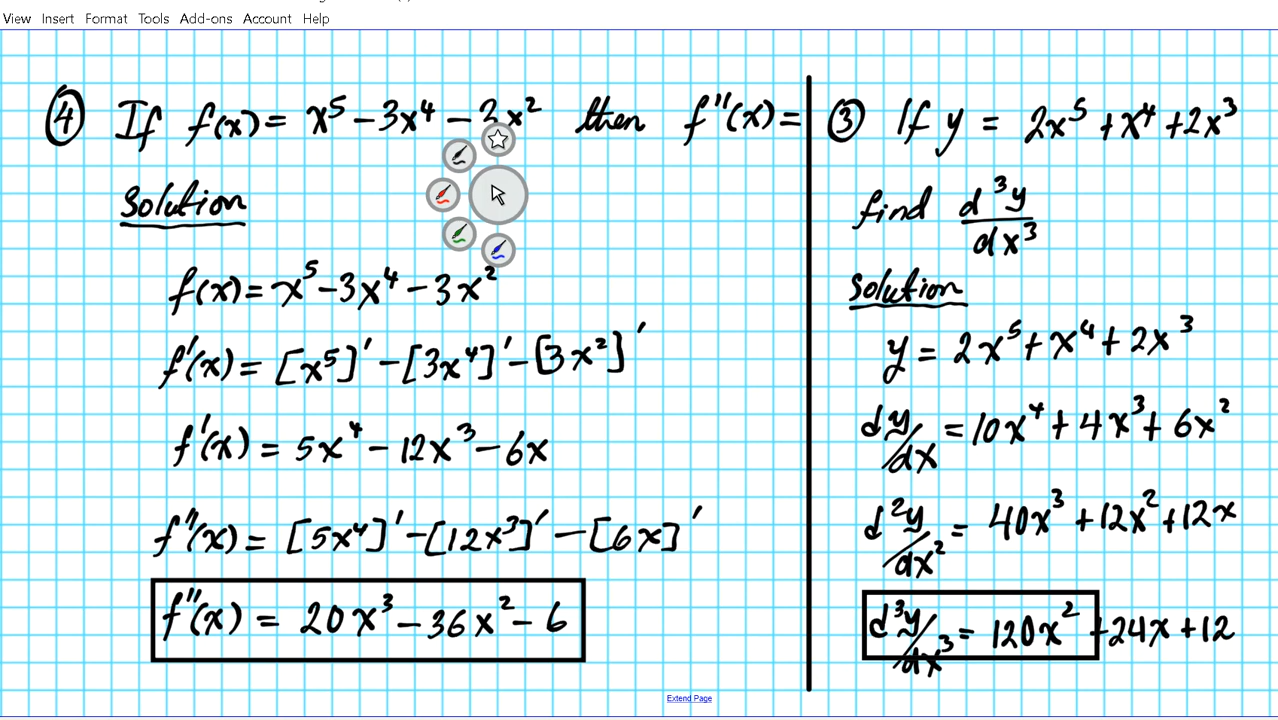 View Insert Format Tools Add-ons Account Help
④ If f(x) = x⁵ - 3x⁴ - 3x² then f''(x) =
Solution
f(x) = x⁵ - 3x⁴ - 3x²
f'(x) = [x⁵]' - [3x⁴]' - [3x²]'
f'(x) = 5x⁴ - 12x³ - 6x
f''(x) = [5x⁴]' - [12x³]' - [6x]'
f''(x) = 20x³ - 36x² - 6
③ If y = 2x⁵ + x⁴ + 2x³
find d³y/dx³
Solution
y = 2x⁵ + x⁴ + 2x³
dy/dx = 10x⁴ + 4x³ + 6x²
d²y/dx² = 40x³ + 12x² + 12x
d³y/dx³ = 120x² + 24x + 12
Extend Page